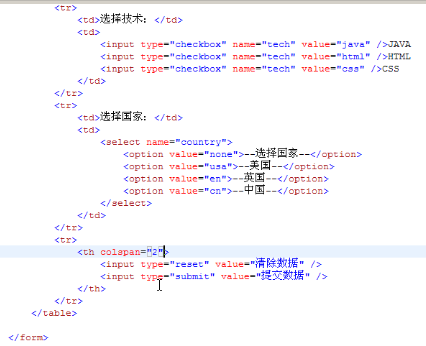 <tr>
<td>选择技术：</td>
<td>
<input type="checkbox" name="tech" value="java" />JAVA
<input type="checkbox" name="tech" value="html" />HTML
<input type="checkbox" name="tech" value="css" />CSS
</td>
</tr>
<tr>
<td>选择国家：</td>
<td>
<select name="country">
<option value="none">--选择国家--</option>
<option value="usa">--美国--</option>
<option value="en">--英国--</option>
<option value="cn">--中国--</option>
</select>
</td>
</tr>
<tr>
<th colspan="2">
<input type="reset" value="清除数据" />
<input type="submit" value="提交数据" />
</th>
</tr>
</table>
</form>